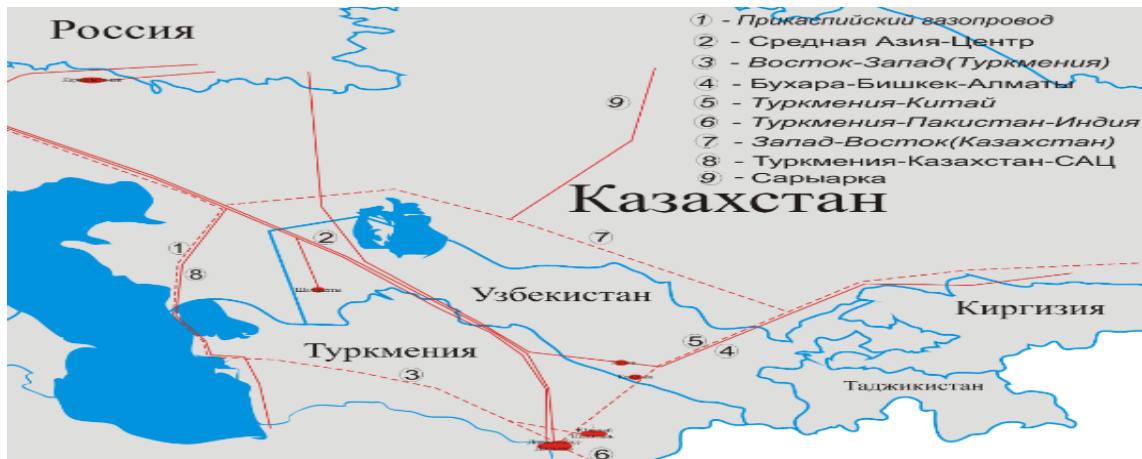 Россия
① - Прикаспийский газопровод
② - Средная Азия-Центр
③ - Восток-Запад(Туркмения)
④ - Бухара-Бишкек-Алматы
⑤ - Туркмения-Китай
⑥ - Туркмения-Пакистан-Индия
⑦ - Запад-Восток(Казахстан)
⑧ - Туркмения-Казахстан-САЦ
⑨ - Сарыарка
⑨
Казахстан
①
②
⑦
⑧
Узбекистан
Киргизия
Туркмения
⑤
④
③
Таджикистан
⑥